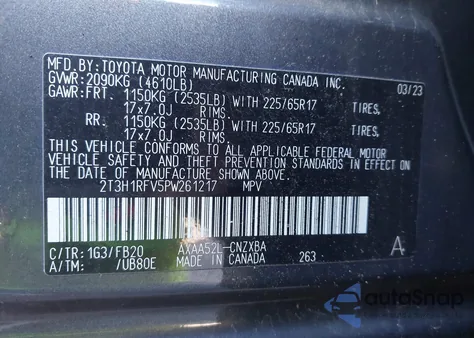 MFD.BY:TOYOTA MOTOR MANUFACTURING CANADA INC.
GVWR:2090KG (4610LB) 03/23
GAWR:FRT. 1150KG (2535LB) WITH 225/65R17 TIRES,
17x7.0J RIMS,
RR. 1150KG (2535LB) WITH 225/65R17 TIRES,
17x7.0J RIMS,
THIS VEHICLE CONFORMS TO ALL APPLICABLE FEDERAL MOTOR
VEHICLE SAFETY AND THEFT PREVENTION STANDARDS IN EFFECT
ON THE DATE OF MANUFACTURE SHOWN ABOVE.
2T3H1RFV5PW261217 MPV
C/TR: 1G3/FB20 AXAA52L-CNZXBA A
A/TM: /UB80E MADE IN CANADA 263
autoSnap